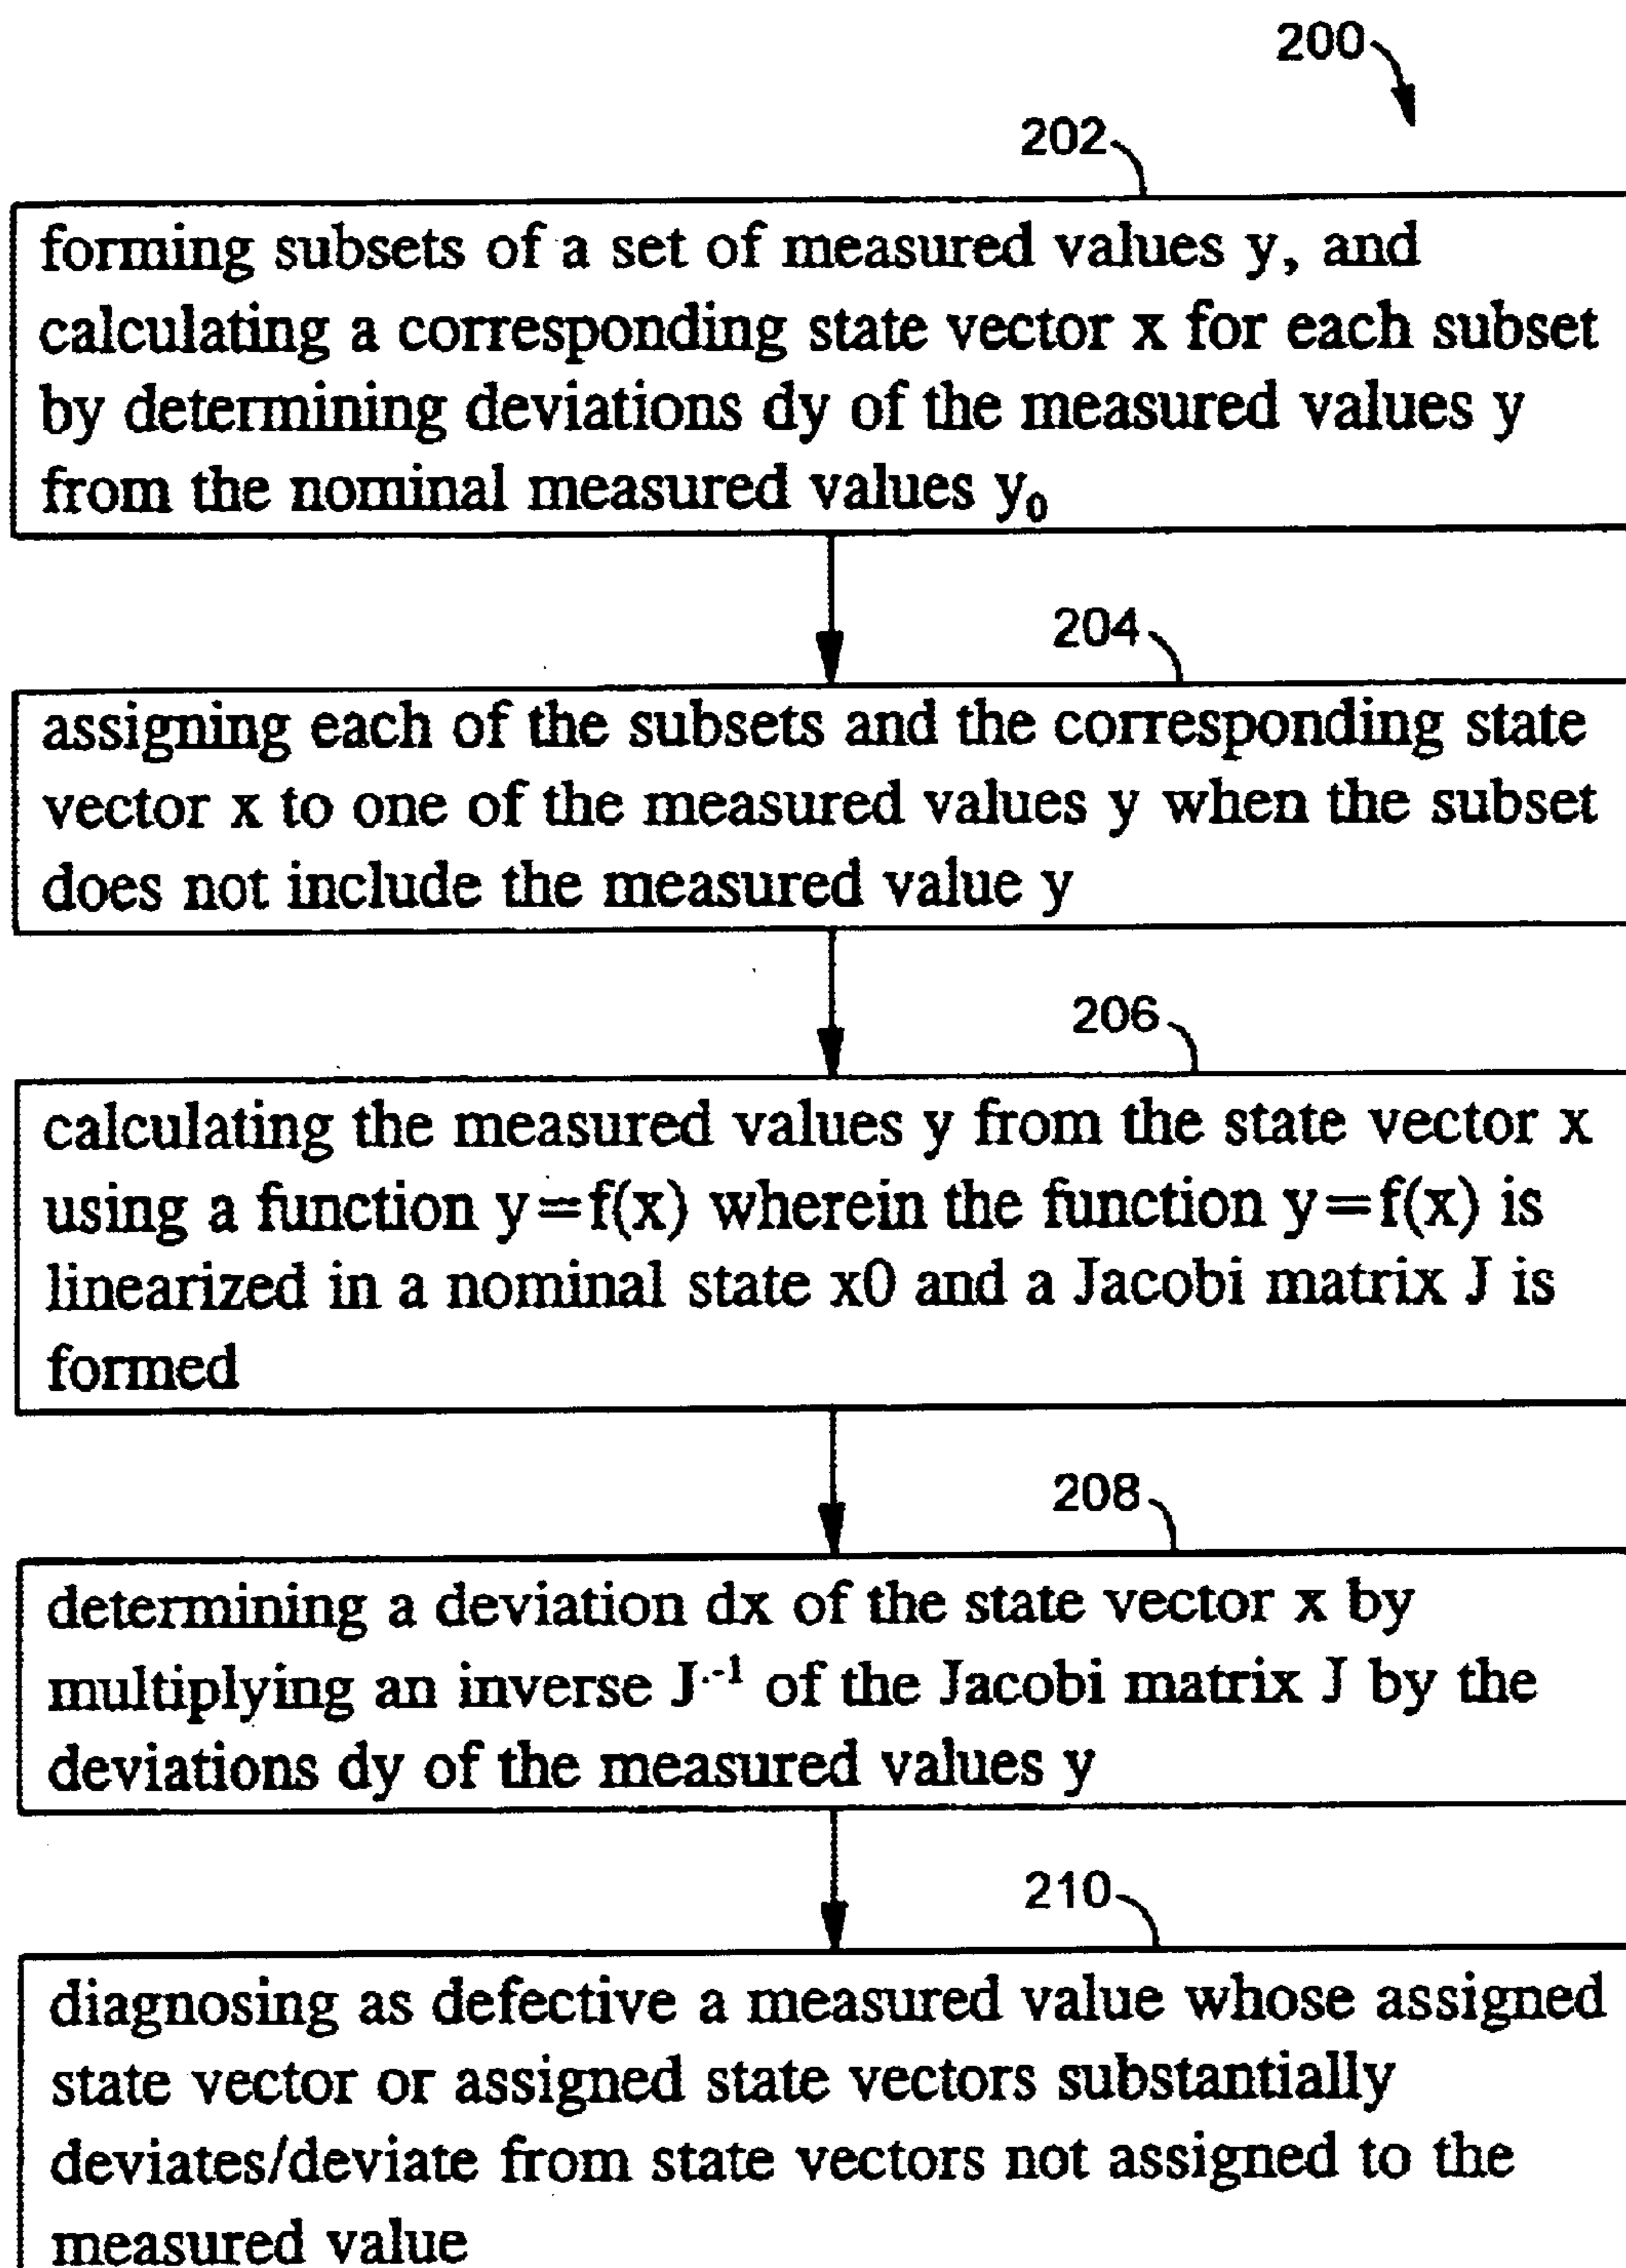 200
202
forming subsets of a set of measured values y, and
calculating a corresponding state vector x for each subset
by determining deviations dy of the measured values y
from the nominal measured values y₀
204
assigning each of the subsets and the corresponding state
vector x to one of the measured values y when the subset
does not include the measured value y
206
calculating the measured values y from the state vector x
using a function y=f(x) wherein the function y=f(x) is
linearized in a nominal state x0 and a Jacobi matrix J is
formed
208
determining a deviation dx of the state vector x by
multiplying an inverse J⁻¹ of the Jacobi matrix J by the
deviations dy of the measured values y
210
diagnosing as defective a measured value whose assigned
state vector or assigned state vectors substantially
deviates/deviate from state vectors not assigned to the
measured value